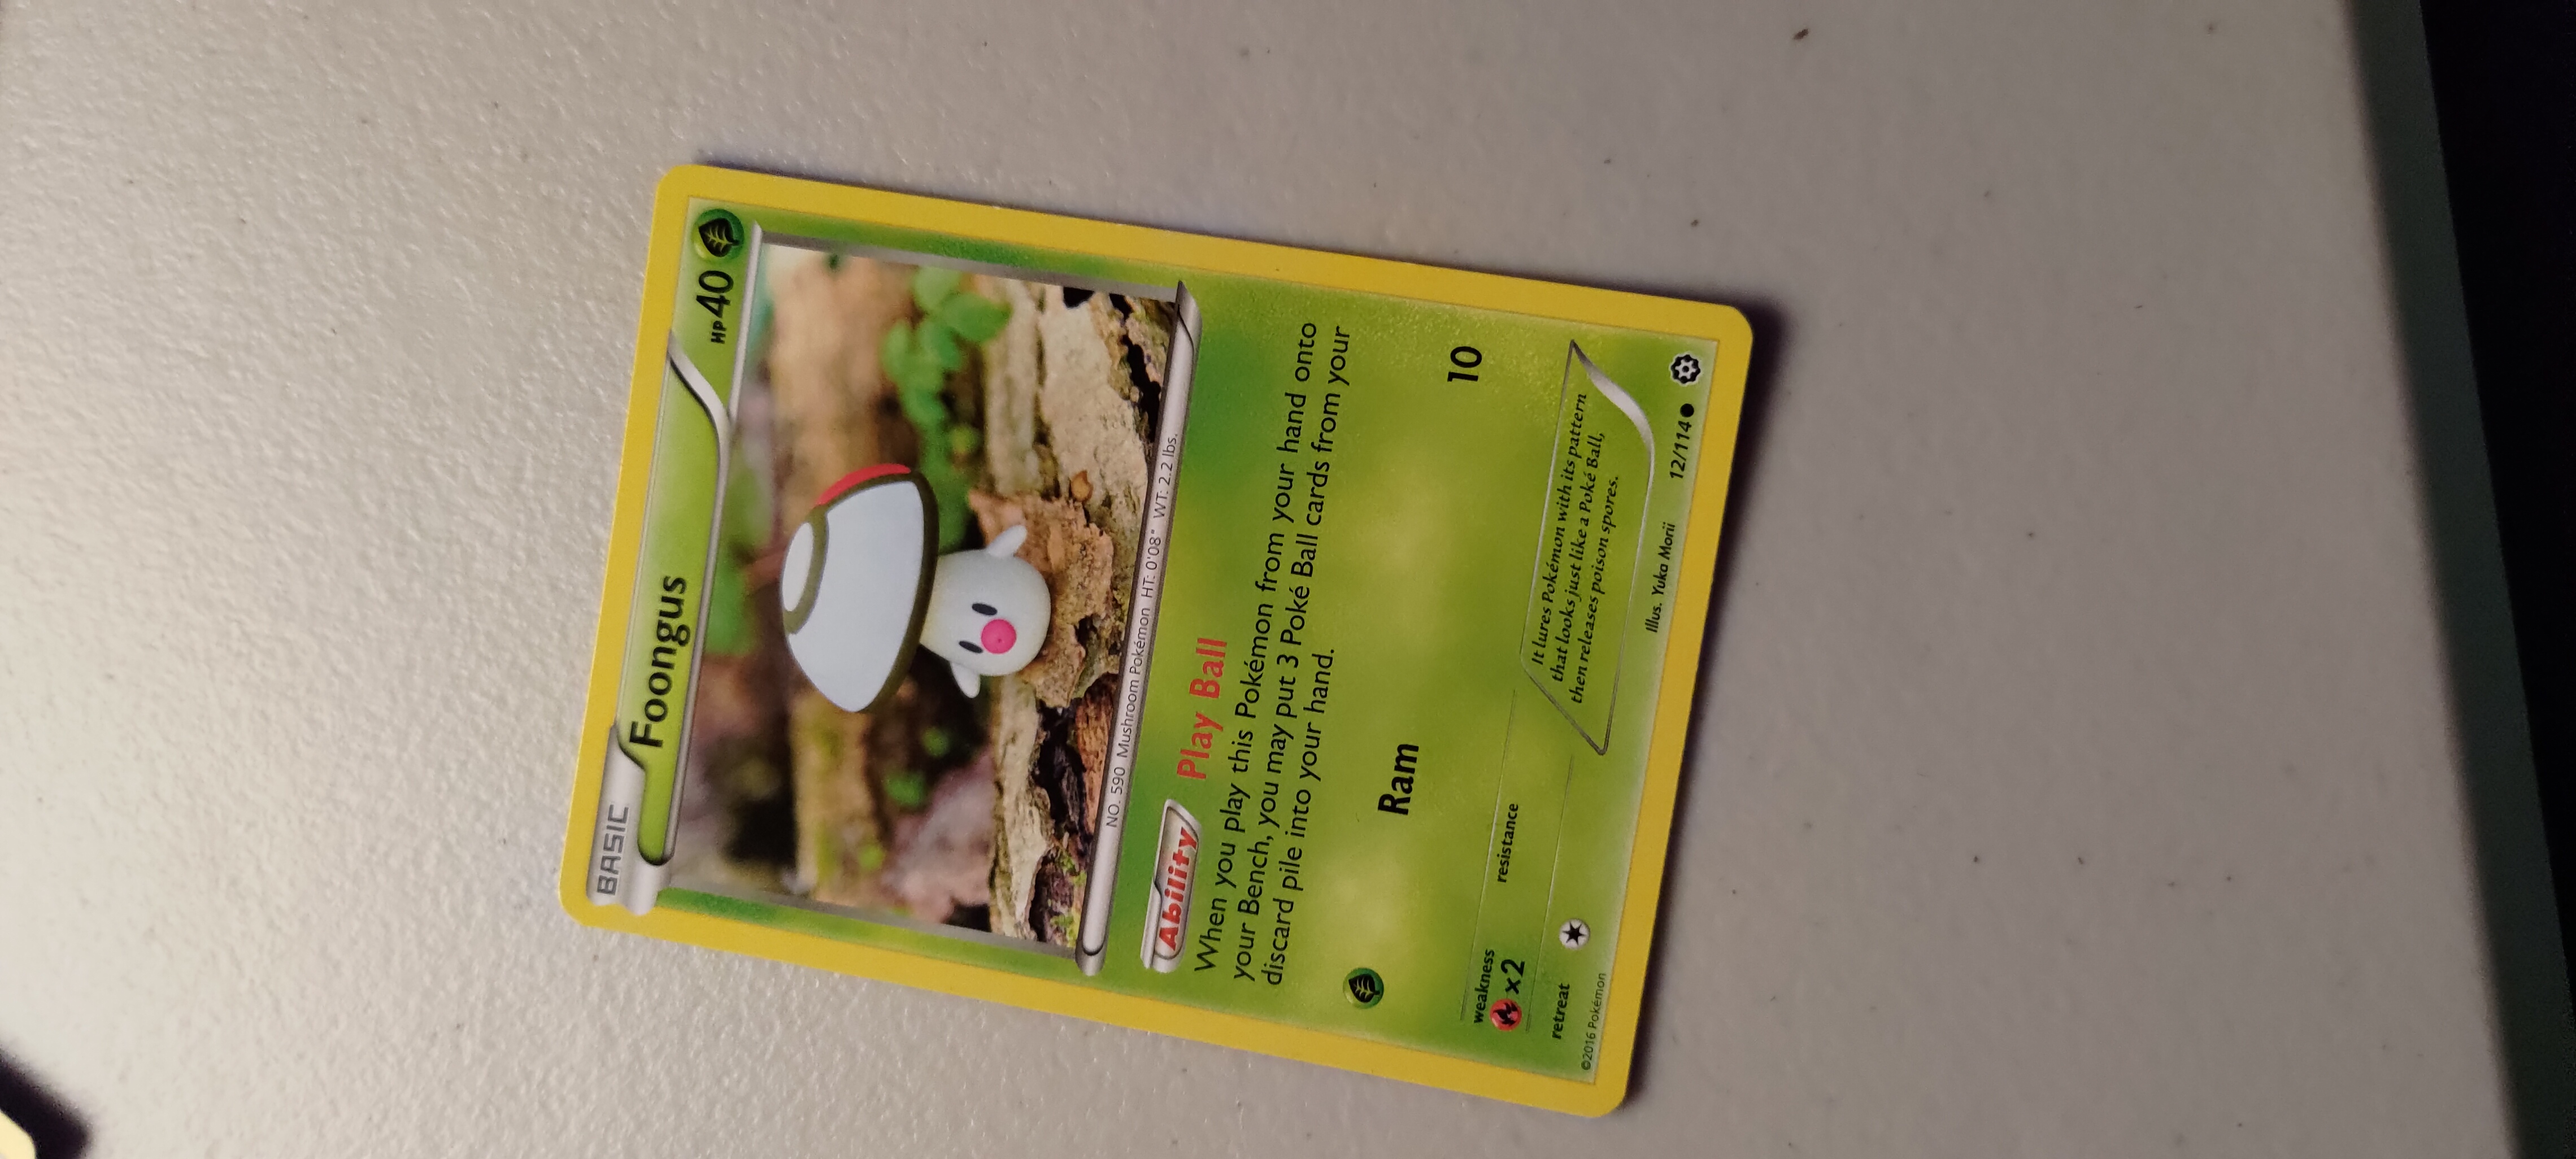 BASIC
Foongus
HP40
NO. 590 Mushroom Pokémon HT: 0'08" WT: 2.2 lbs.
Ability Play Ball
When you play this Pokémon from your hand onto
your Bench, you may put 3 Poké Ball cards from your
discard pile into your hand.
Ram
10
weakness
×2
resistance
retreat
It lures Pokémon with its pattern
that looks just like a Poké Ball,
then releases poison spores.
©2016 Pokémon
Illus. Yuka Morii
12/114